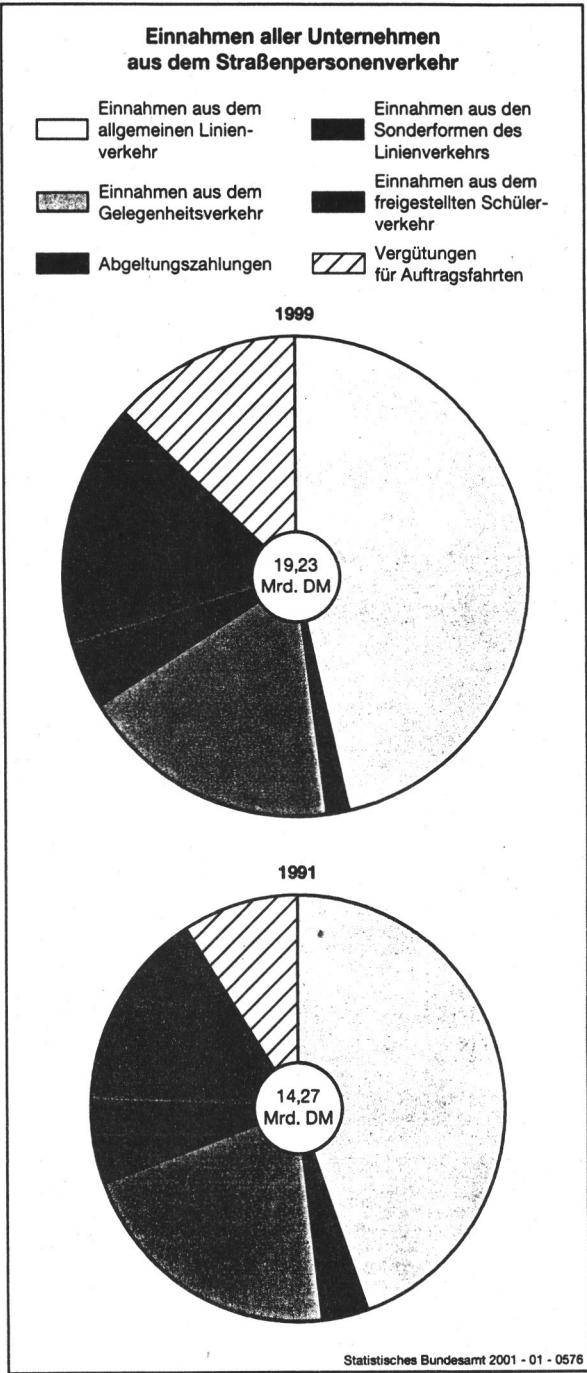 Einnahmen aller Unternehmen
aus dem Straßenpersonenverkehr
Einnahmen aus dem
allgemeinen Linien-
verkehr
Einnahmen aus den
Sonderformen des
Linienverkehrs
Einnahmen aus dem
Gelegenheitsverkehr
Einnahmen aus dem
freigestellten Schüler-
verkehr
Abgeltungszahlungen
Vergütungen
für Auftragsfahrten
1999
19,23
Mrd. DM
1991
14,27
Mrd. DM
Statistisches Bundesamt 2001 - 01 - 0576